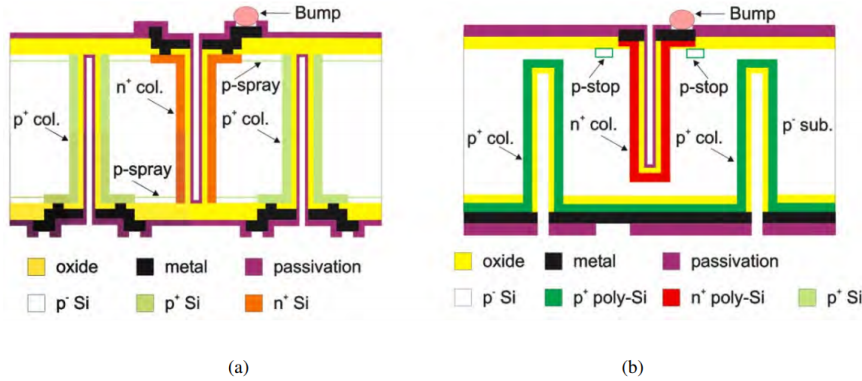 Bump
p-spray
n⁺ col.
p⁺ col.
p⁺ col.
p-spray
oxide
metal
passivation
p⁻ Si
p⁺ Si
n⁺ Si
(a)
Bump
p-stop
p-stop
n⁺ col.
p⁺ col.
p⁺ col.
p⁻ sub.
oxide
metal
passivation
p⁻ Si
p⁺ poly-Si
n⁺ poly-Si
p⁺ Si
(b)